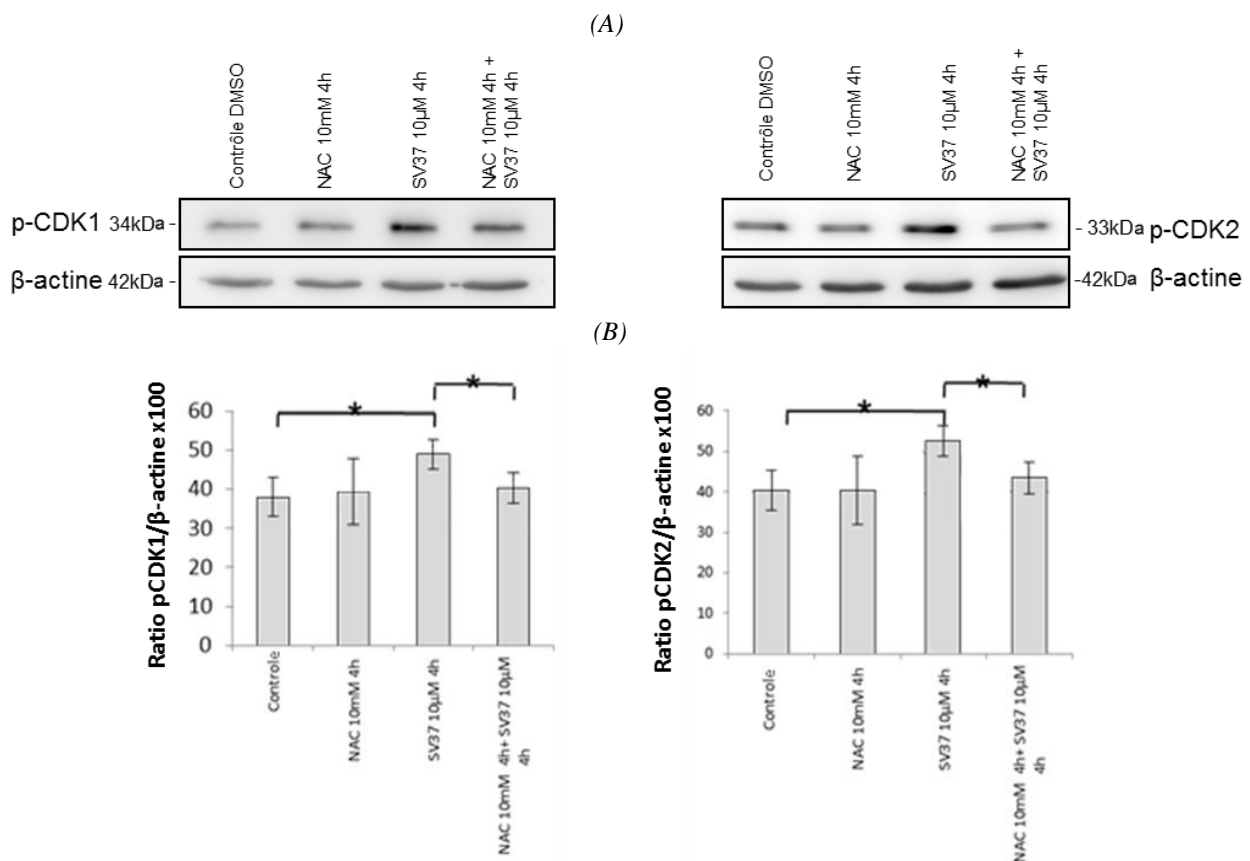 (A)
Contrôle DMSO
NAC 10mM 4h
SV37 10µM 4h
NAC 10mM 4h +
SV37 10µM 4h
p-CDK1 34kDa -
β-actine 42kDa -
Contrôle DMSO
NAC 10mM 4h
SV37 10µM 4h
NAC 10mM 4h +
SV37 10µM 4h
- 33kDa p-CDK2
-42kDa β-actine
(B)
Ratio pCDK1/β-actine x100
60
50
40
30
20
10
0
*
*
Controle
NAC 10mM 4h
SV37 10µM 4h
NAC 10mM 4h+ SV37 10µM
4h
Ratio pCDK2/β-actine x100
60
50
40
30
20
10
0
*
*
Controle
NAC 10mM 4h
SV37 10µM 4h
NAC 10mM 4h+ SV37 10µM
4h